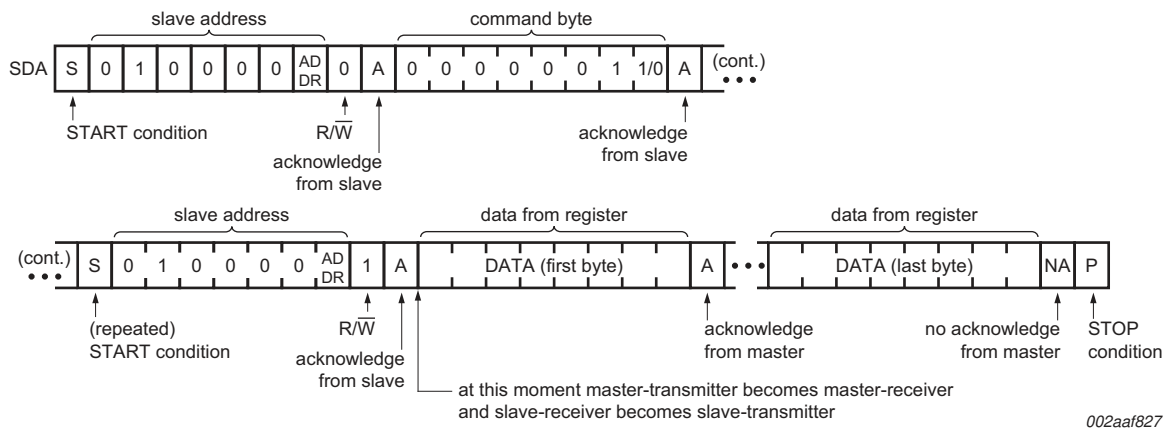 slave address command byte
SDA S 0 1 0 0 0 0 AD DR 0 A 0 0 0 0 0 0 1 1/0 A (cont.)
START condition R/W̅ acknowledge from slave acknowledge from slave
slave address data from register data from register
(cont.) S 0 1 0 0 0 0 AD DR 1 A DATA (first byte) A DATA (last byte) NA P
(repeated) START condition R/W̅ acknowledge from slave acknowledge from master no acknowledge from master STOP condition
at this moment master-transmitter becomes master-receiver
and slave-receiver becomes slave-transmitter
002aaf827